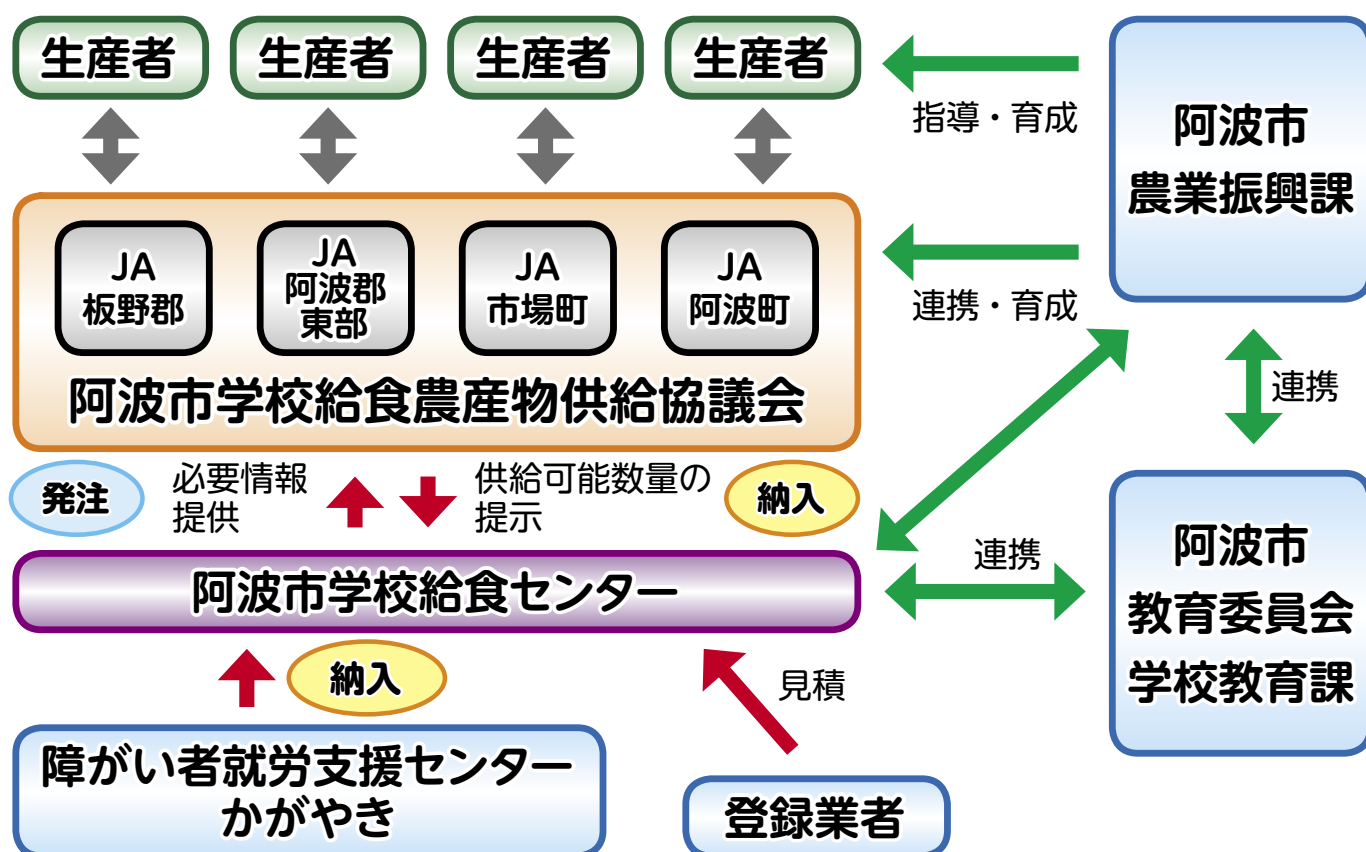 生産者
生産者
生産者
生産者
指導・育成
阿波市
農業振興課
JA
板野郡
JA
阿波郡
東部
JA
市場町
JA
阿波町
連携・育成
阿波市学校給食農産物供給協議会
連携
発注
必要情報
提供
供給可能数量の
提示
納入
阿波市学校給食センター
連携
阿波市
教育委員会
学校教育課
納入
見積
障がい者就労支援センター
かがやき
登録業者